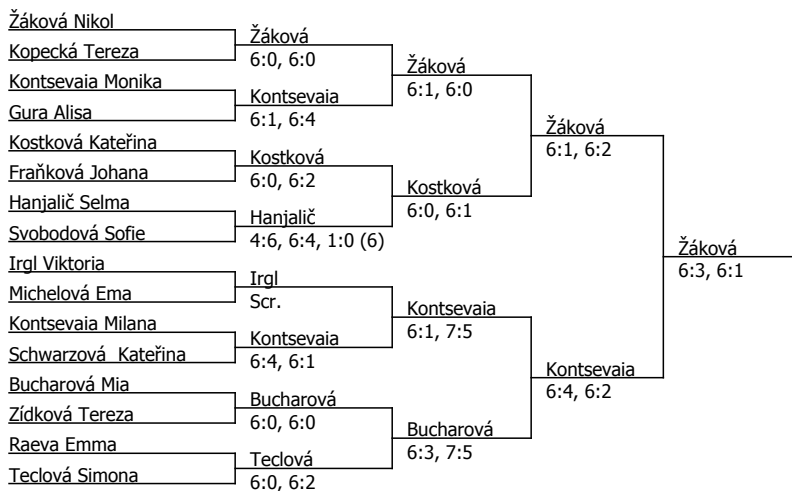 Žáková Nikol
Kopecká Tereza
Kontsevaia Monika
Gura Alisa
Kostková Kateřina
Fraňková Johana
Hanjalič Selma
Svobodová Sofie
Irgl Viktoria
Michelová Ema
Kontsevaia Milana
Schwarzová  Kateřina
Bucharová Mia
Zídková Tereza
Raeva Emma
Teclová Simona
Žáková
6:0, 6:0
Kontsevaia
6:1, 6:4
Kostková
6:0, 6:2
Hanjalič
4:6, 6:4, 1:0 (6)
Irgl
Scr.
Kontsevaia
6:4, 6:1
Bucharová
6:0, 6:0
Teclová
6:0, 6:2
Žáková
6:1, 6:0
Kostková
6:0, 6:1
Kontsevaia
6:1, 7:5
Bucharová
6:3, 7:5
Žáková
6:1, 6:2
Kontsevaia
6:4, 6:2
Žáková
6:3, 6:1